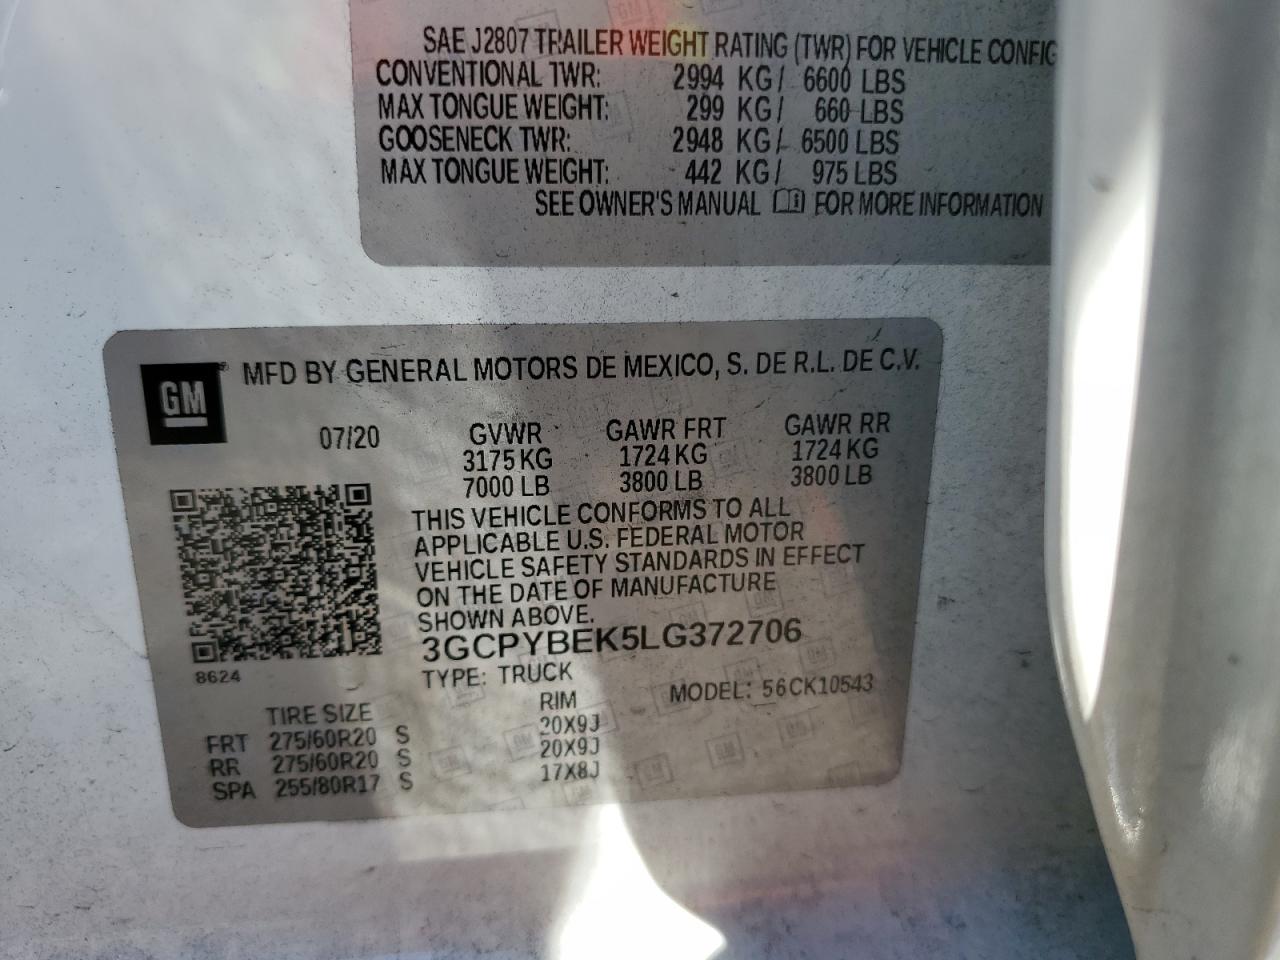 SAE J2807 TRAILER WEIGHT RATING (TWR) FOR VEHICLE CONFIG
CONVENTIONAL TWR: 2994 KG/ 6600 LBS
MAX TONGUE WEIGHT: 299 KG/ 660 LBS
GOOSENECK TWR: 2948 KG/ 6500 LBS
MAX TONGUE WEIGHT: 442 KG/ 975 LBS
SEE OWNER'S MANUAL FOR MORE INFORMATION
GM ® MFD BY GENERAL MOTORS DE MEXICO, S. DE R.L. DE C.V.
07/20 GVWR GAWR FRT GAWR RR
3175 KG 1724 KG 1724 KG
7000 LB 3800 LB 3800 LB
THIS VEHICLE CONFORMS TO ALL
APPLICABLE U.S. FEDERAL MOTOR
VEHICLE SAFETY STANDARDS IN EFFECT
ON THE DATE OF MANUFACTURE
SHOWN ABOVE.
3GCPYBEK5LG372706
8624 TYPE: TRUCK MODEL: 56CK10543
TIRE SIZE RIM
FRT 275/60R20 S 20X9J
RR 275/60R20 S 20X9J
SPA 255/80R17 S 17X8J